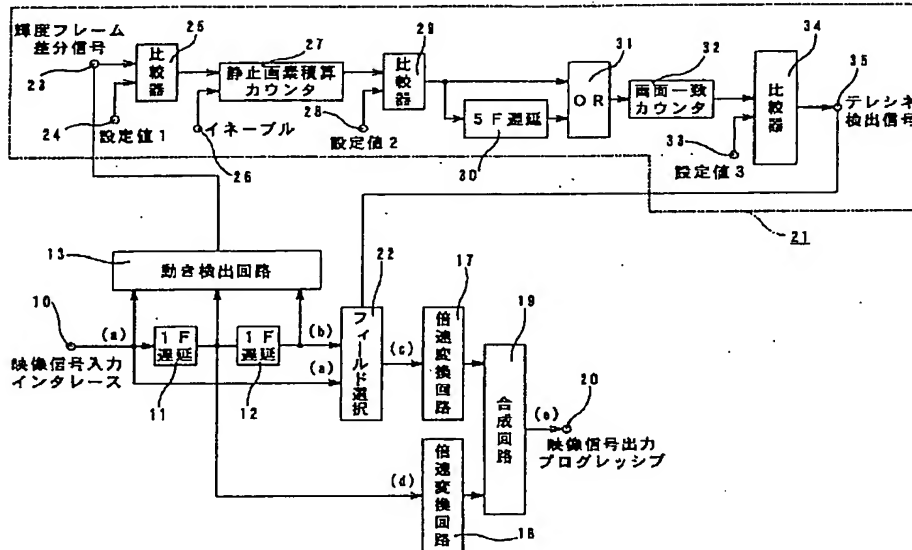 輝度フレーム
差分信号
23
24
設定値1
比較器
25
静止画素積算
カウンタ
27
イネーブル
26
28
設定値2
比較器
29
5F遅延
30
OR
31
画面一致
カウンタ
32
33
設定値3
比較器
34
35
テレシネ
検出信号
21
13
動き検出回路
10
(a)
映像信号入力
インタレース
1F
遅延
11
1F
遅延
12
(b)
(a)
フィールド選択
22
(c)
倍速変換回路
17
(d)
倍速変換回路
18
合成回路
19
(e)
20
映像信号出力
プログレッシブ